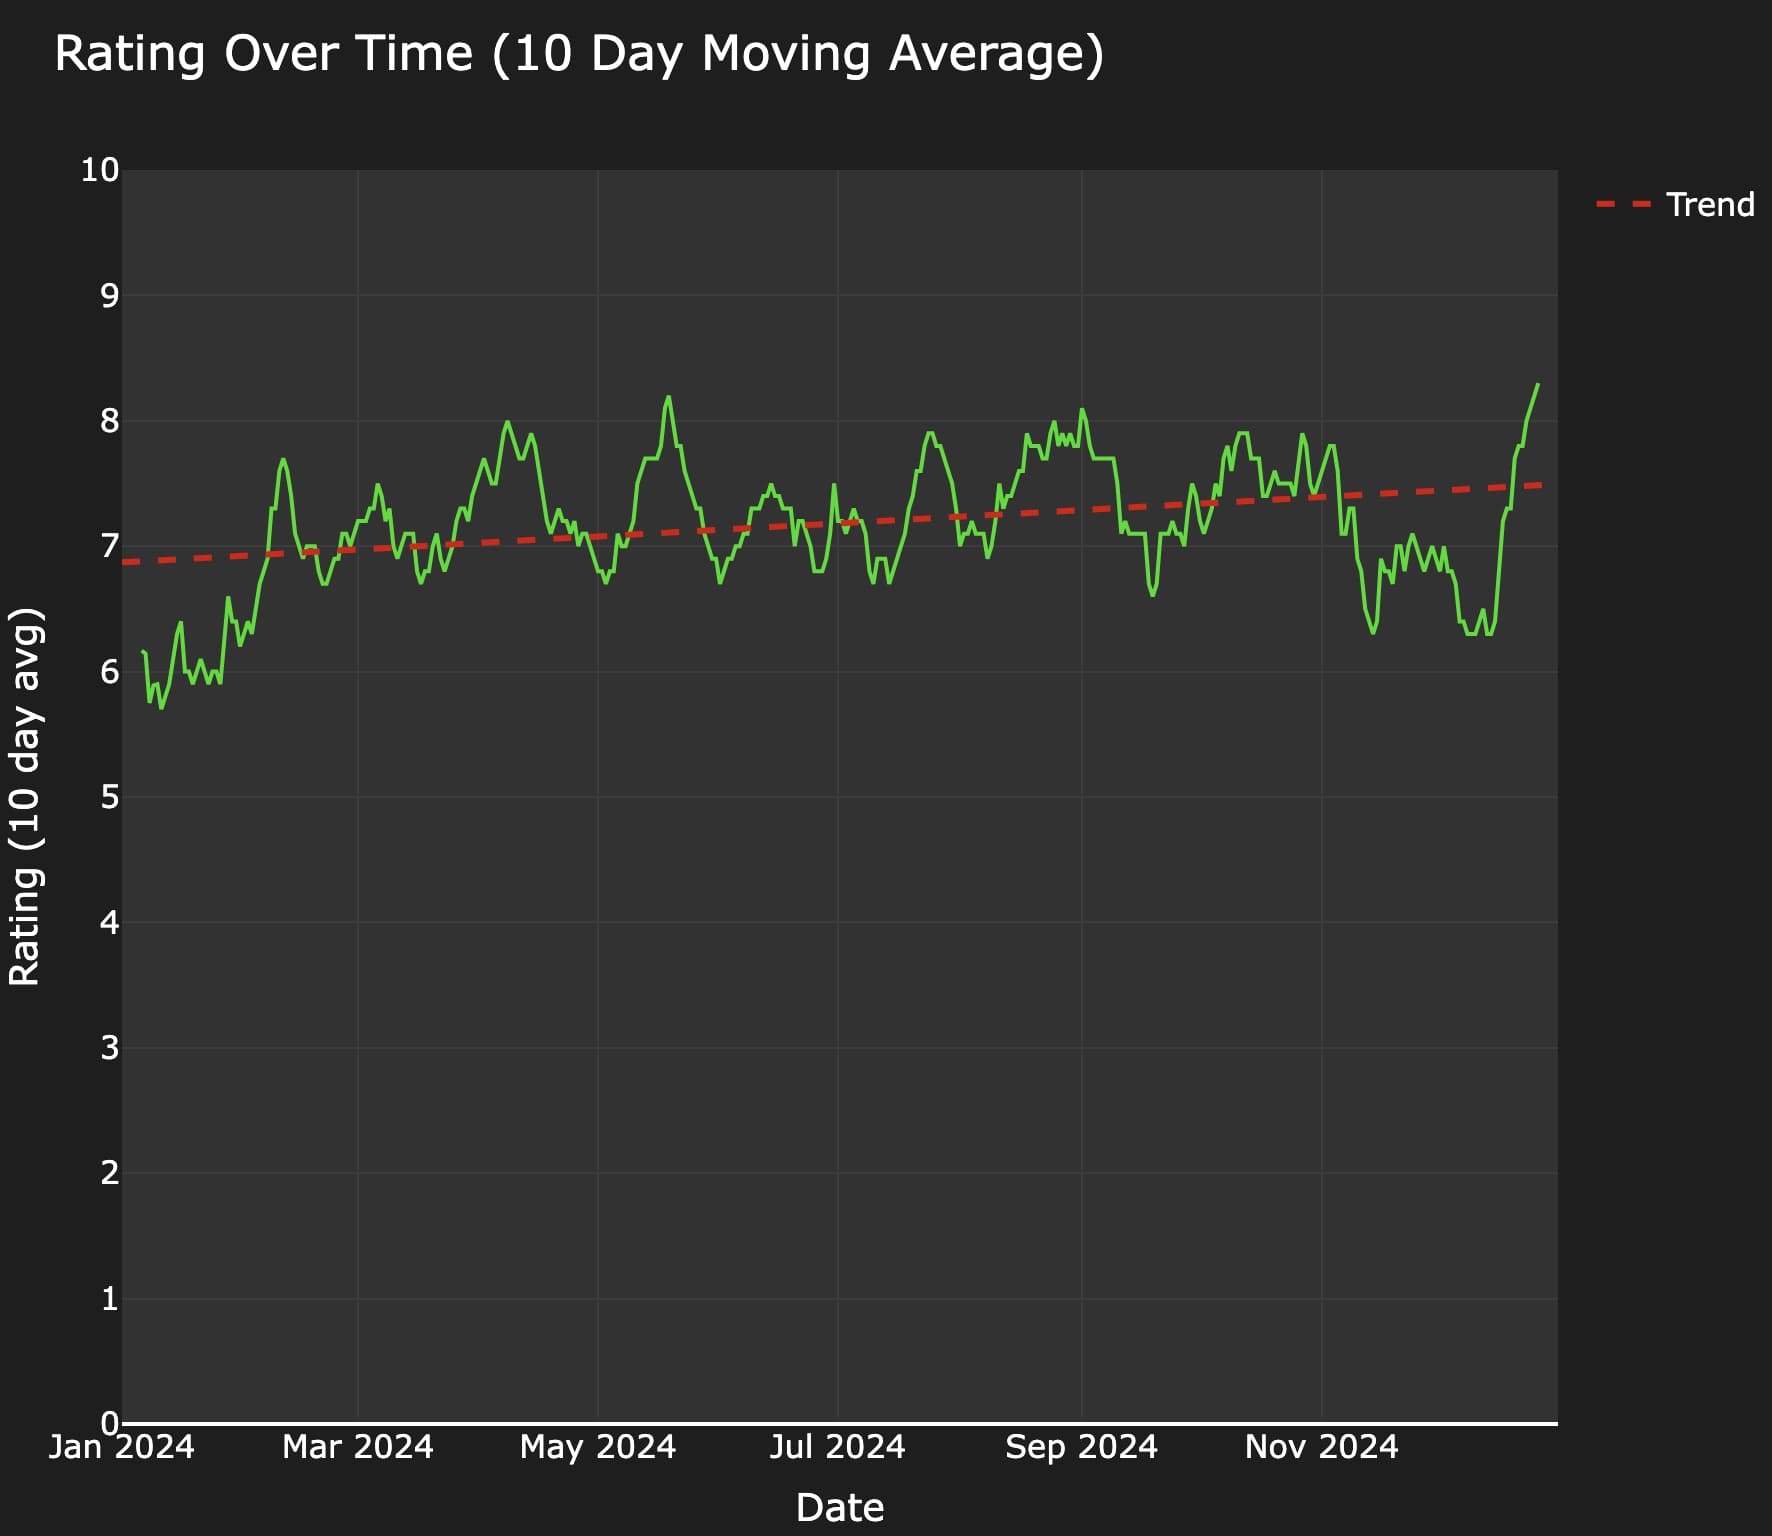 Rating Over Time (10 Day Moving Average)
10
9
8
7
6
5
4
3
2
1
0
Rating (10 day avg)
Trend
Jan 2024
Mar 2024
May 2024
Jul 2024
Sep 2024
Nov 2024
Date